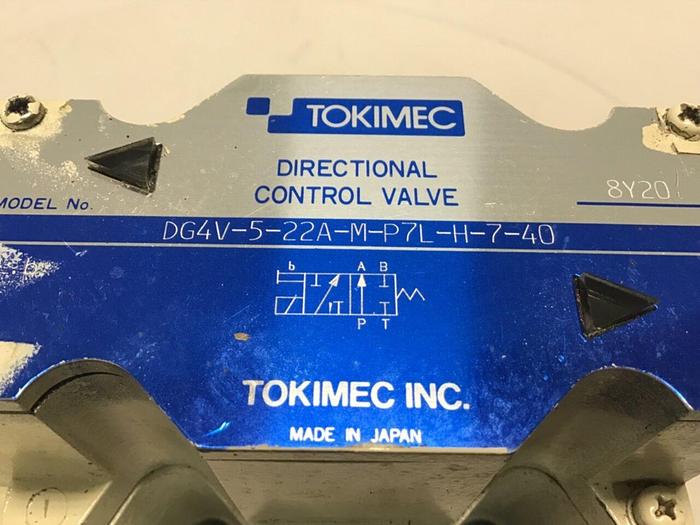 TOKIMEC
DIRECTIONAL
CONTROL VALVE
MODEL No.
8Y20
DG4V-5-22A-M-P7L-H-7-40
b A B
P T
TOKIMEC INC.
MADE IN JAPAN